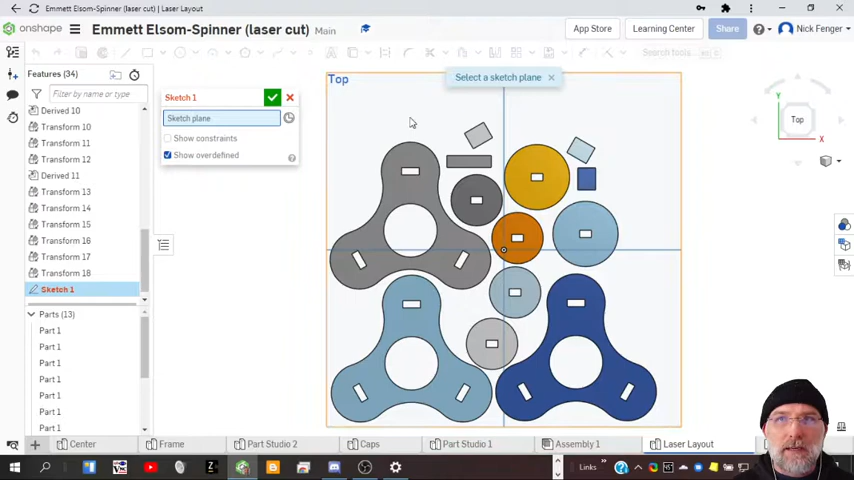 onshape
Emmett Elsom-Spinner (laser cut) Main
App Store
Learning Center
Share
Nick Fenger
Search tools...
Features (34)
Filter by name or type
Derived 10
Transform 10
Transform 11
Transform 12
Derived 11
Transform 13
Transform 14
Transform 15
Transform 16
Transform 17
Transform 18
Sketch 1
Parts (13)
Part 1
Part 1
Part 1
Part 1
Part 1
Part 1
Part 1
Sketch 1
Sketch plane
Show constraints
Show overdefined
Top
Select a sketch plane
Y
Top
X
Center
Frame
Part Studio 2
Caps
Part Studio 1
Assembly 1
Laser Layout
Links